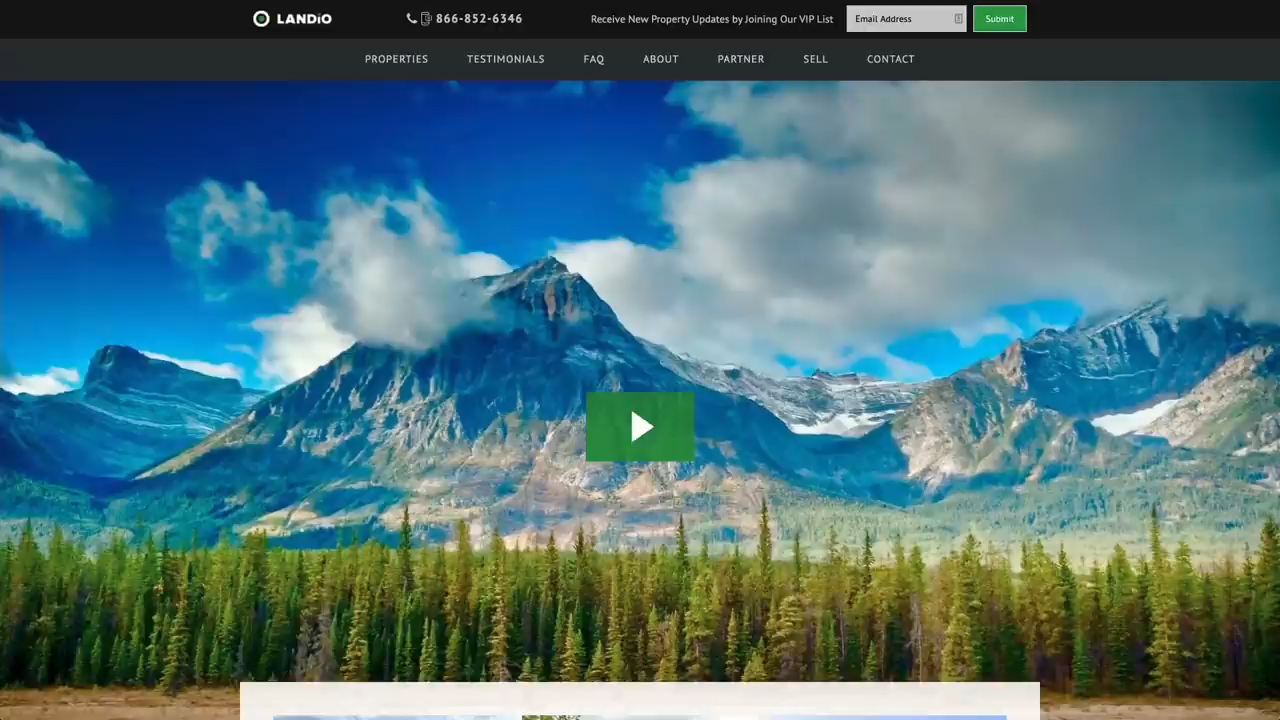 LANDiO
866-852-6346
Receive New Property Updates by Joining Our VIP List
Email Address
Submit
PROPERTIES
TESTIMONIALS
FAQ
ABOUT
PARTNER
SELL
CONTACT